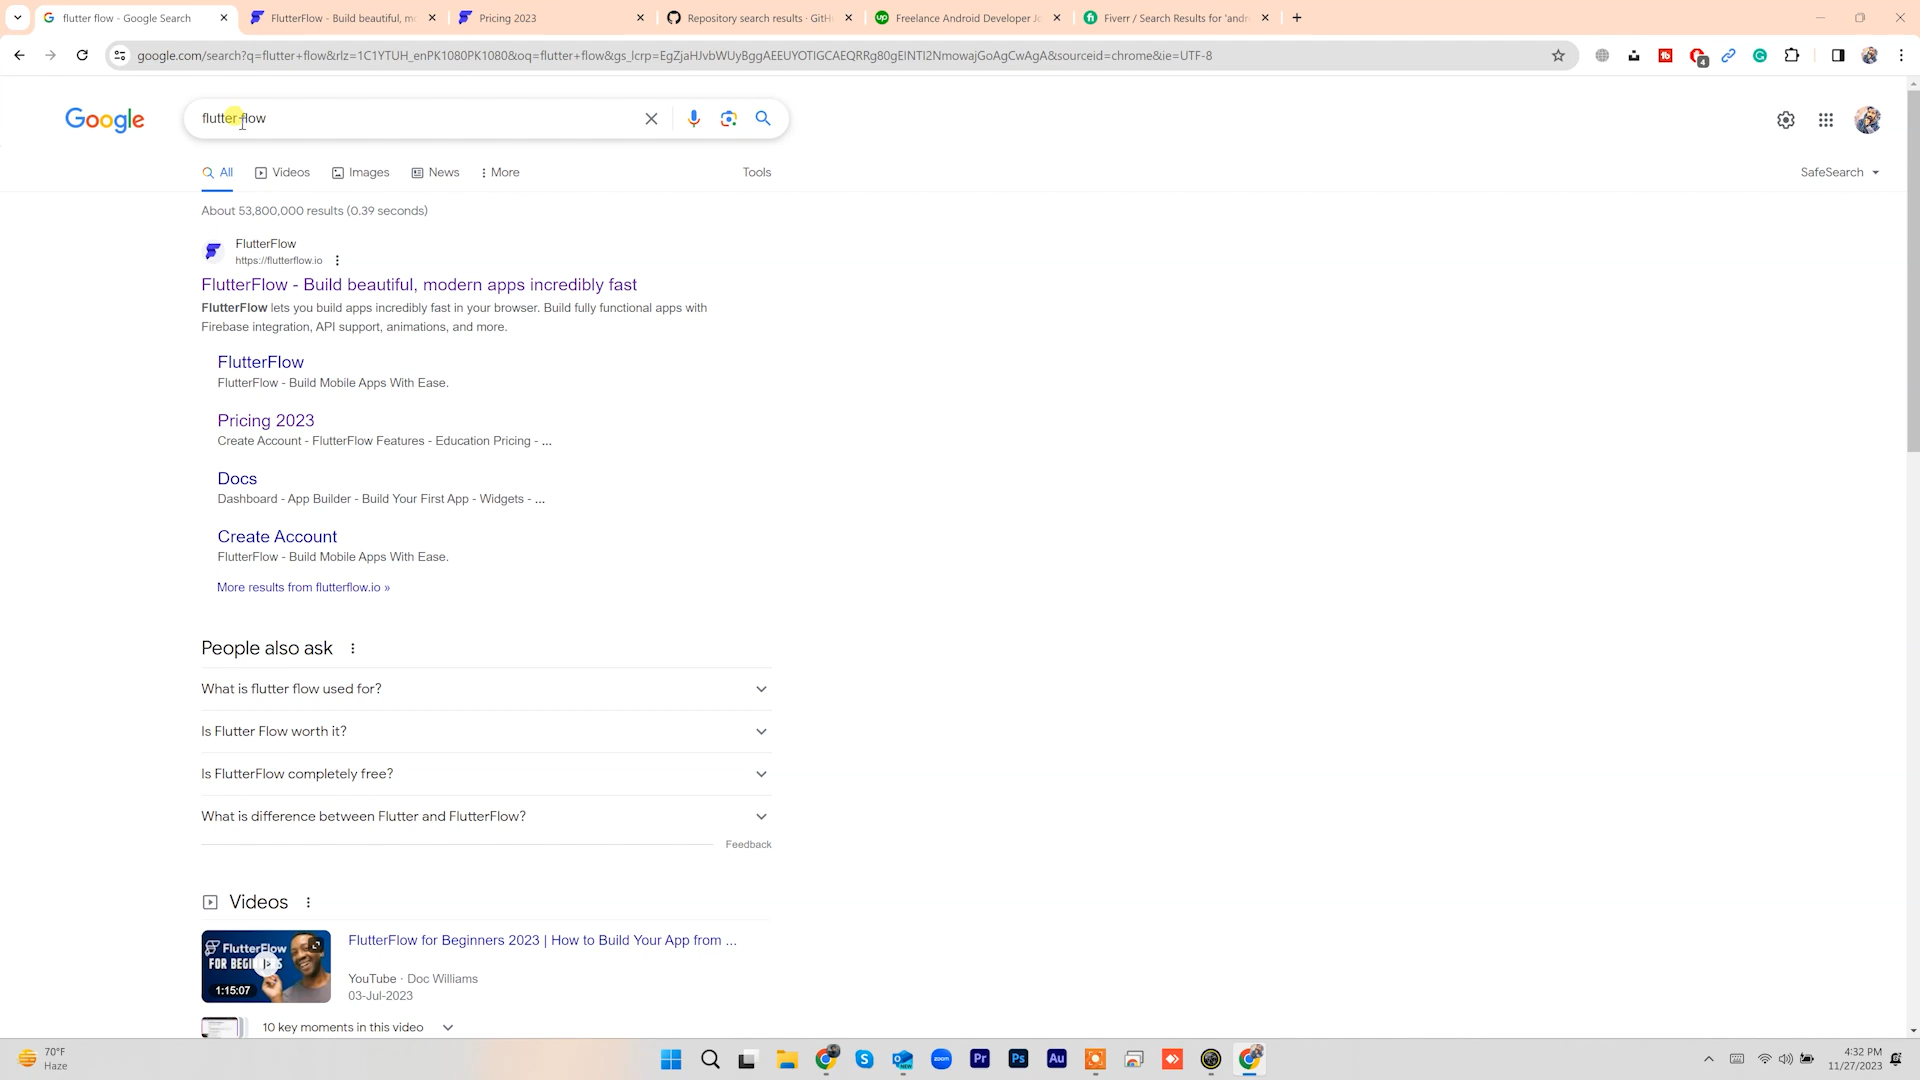 flutter flow - Google Search
FlutterFlow - Build beautiful, m
Pricing 2023
Repository search results · GitH
Freelance Android Developer Jo
Fiverr / Search Results for 'andr
google.com/search?q=flutter+flow&rlz=1C1YTUH_enPK1080PK1080&oq=flutter+flow&gs_lcrp=EgZjaHJvbWUyBggAEEUYOTIGCAEQRRg80gEINTI2NmowajGoAgCwAgA&sourceid=chrome&ie=UTF-8
4
Google
flutter flow
All
Videos
Images
News
More
Tools
SafeSearch
About 53,800,000 results (0.39 seconds)
FlutterFlow
https://flutterflow.io
FlutterFlow - Build beautiful, modern apps incredibly fast
FlutterFlow lets you build apps incredibly fast in your browser. Build fully functional apps with
Firebase integration, API support, animations, and more.
FlutterFlow
FlutterFlow - Build Mobile Apps With Ease.
Pricing 2023
Create Account - FlutterFlow Features - Education Pricing - ...
Docs
Dashboard - App Builder - Build Your First App - Widgets - ...
Create Account
FlutterFlow - Build Mobile Apps With Ease.
More results from flutterflow.io »
People also ask
What is flutter flow used for?
Is Flutter Flow worth it?
Is FlutterFlow completely free?
What is difference between Flutter and FlutterFlow?
Feedback
Videos
FlutterFlow
1:15:07
FlutterFlow for Beginners 2023 | How to Build Your App from ...
YouTube · Doc Williams
03-Jul-2023
10 key moments in this video
70°F
Haze
zoom
Pr
Ps
Au
4:32 PM
11/27/2023